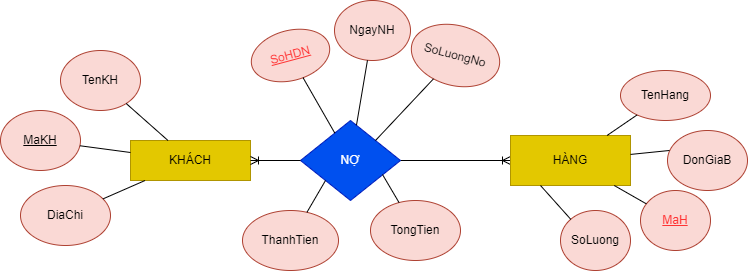 NgayNH
SoHDN
SoLuongNo
TenKH
TenHang
MaKH
KHÁCH
NỢ
HÀNG
DonGiaB
DiaChi
MaH
ThanhTien
TongTien
SoLuong